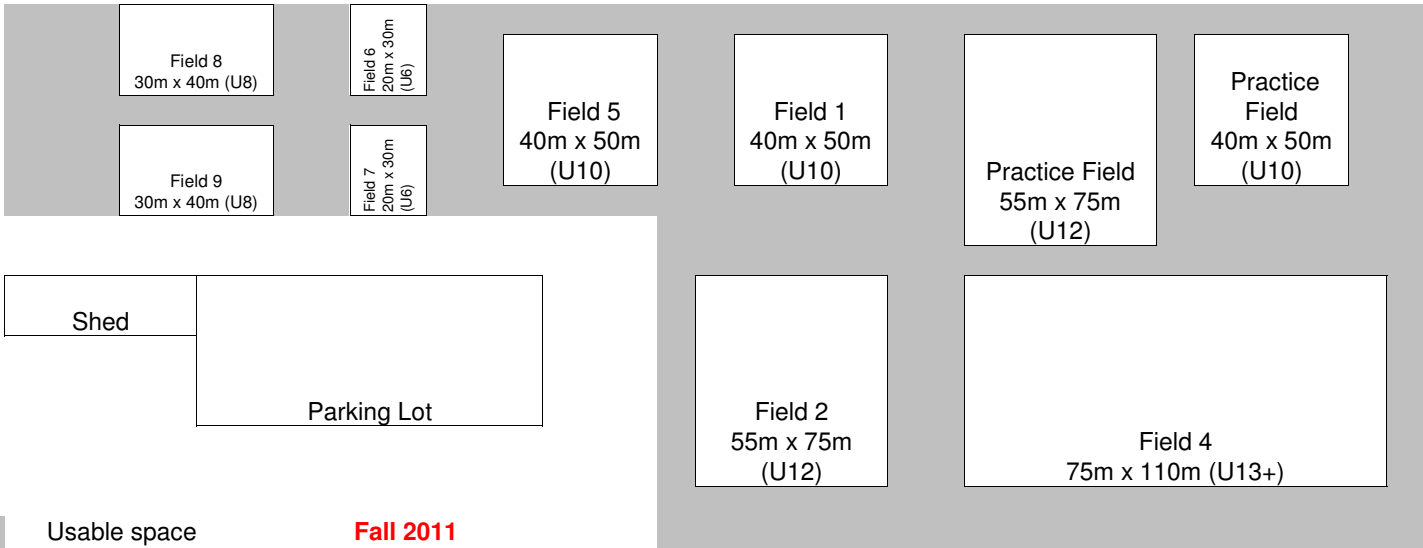 Field 8
30m x 40m (U8)
Field 6
20m x 30m
(U6)
Field 5
40m x 50m
(U10)
Field 1
40m x 50m
(U10)
Practice Field
55m x 75m
(U12)
Practice
Field
40m x 50m
(U10)
Field 9
30m x 40m (U8)
Field 7
20m x 30m
(U6)
Shed
Parking Lot
Field 2
55m x 75m
(U12)
Field 4
75m x 110m (U13+)
Usable space
Fall 2011